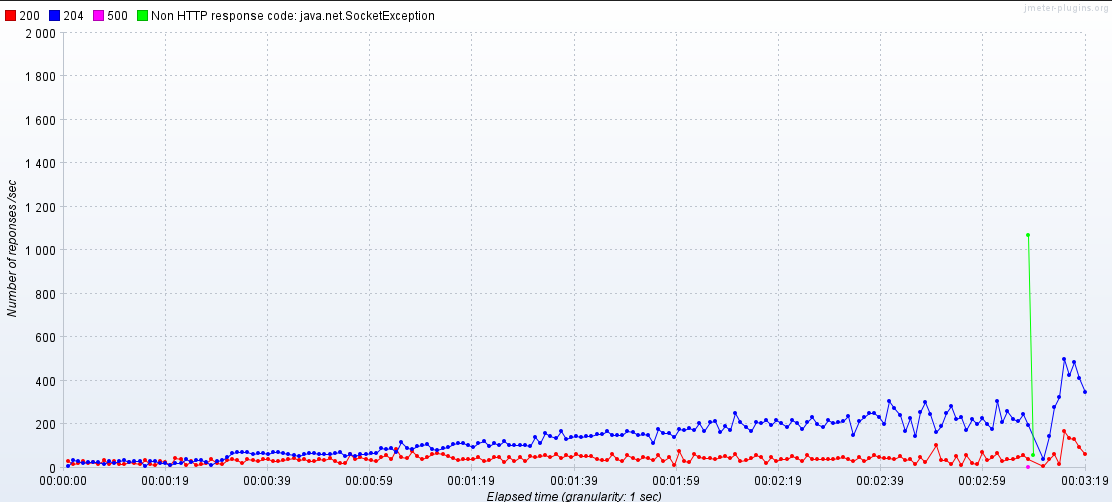 200 204 500 Non HTTP response code: java.net.SocketException
jmeter-plugins.org
Number of reponses /sec
2 000
1 800
1 600
1 400
1 200
1 000
800
600
400
200
0
00:00:00 00:00:19 00:00:39 00:00:59 00:01:19 00:01:39 00:01:59 00:02:19 00:02:39 00:02:59 00:03:19
Elapsed time (granularity: 1 sec)